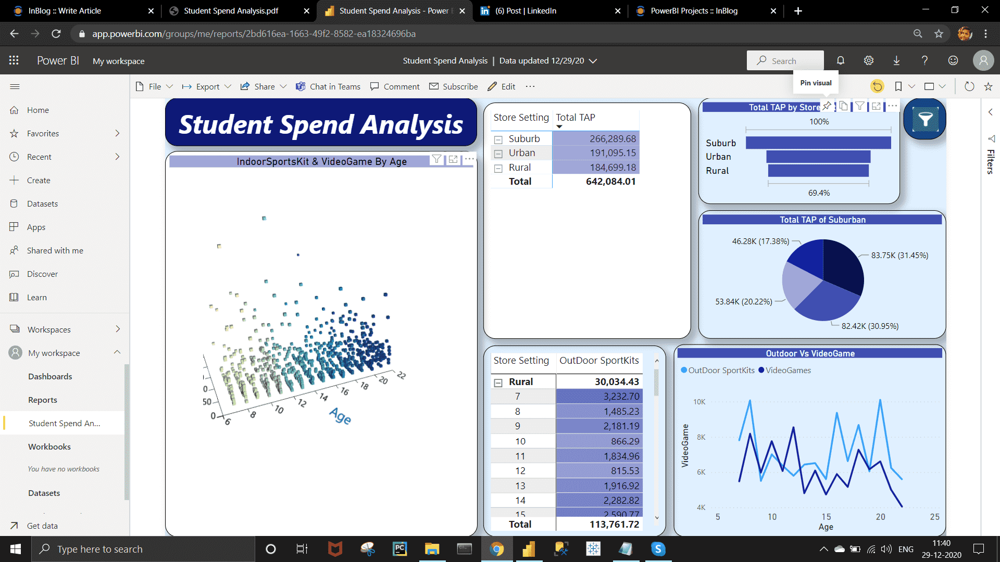 InBlog :: Write Article
Student Spend Analysis.pdf
Student Spend Analysis - Power
(6) Post | LinkedIn
PowerBI Projects :: InBlog
app.powerbi.com/groups/me/reports/2bd616ea-1663-49f2-8582-ea18324696ba
Power BI
My workspace
Student Spend Analysis | Data updated 12/29/20
Search
Pin visual
File
Export
Share
Chat in Teams
Comment
Subscribe
Edit
Home
Favorites
Recent
Create
Datasets
Apps
Shared with me
Discover
Learn
Workspaces
My workspace
Dashboards
Reports
Student Spend An...
Workbooks
You have no workbooks
Datasets
Get data
Student Spend Analysis
IndoorSportsKit & VideoGame By Age
0
50
0
6
8
10
12
14
16
18
20
22
Age
Store Setting Total TAP
Suburb 266,289.68
Urban 191,095.15
Rural 184,699.18
Total 642,084.01
Total TAP by Store
100%
Suburb
Urban
Rural
69.4%
Filters
Total TAP of Suburban
46.28K (17.38%)
83.75K (31.45%)
53.84K (20.22%)
82.42K (30.95%)
Store Setting OutDoor SportKits
Rural 30,034.43
7 3,232.70
8 1,485.23
9 2,181.19
10 866.29
11 1,834.96
12 815.53
13 1,916.92
14 2,282.82
15 2,590.77
Total 113,761.72
Outdoor Vs VideoGame
OutDoor SportKits VideoGames
10K
8K
6K
4K
VideoGame
5 10 15 20 25
Age
Type here to search
PC
ENG
11:40
29-12-2020